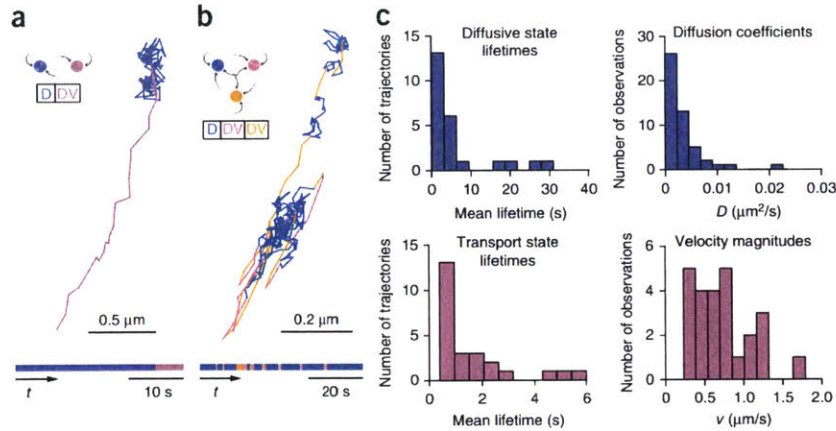 a
D DV
0.5 μm
t
10 s
b
D DV DV
0.2 μm
t
20 s
c
Diffusive state
lifetimes
Number of trajectories
15
10
5
0
0 10 20 30 40
Mean lifetime (s)
Diffusion coefficients
Number of observations
30
20
10
0
0 0.01 0.02 0.03
D (μm²/s)
Transport state
lifetimes
Number of trajectories
15
10
5
0
0 2 4 6
Mean lifetime (s)
Velocity magnitudes
Number of observations
6
4
2
0
0 0.5 1.0 1.5 2.0
v (μm/s)